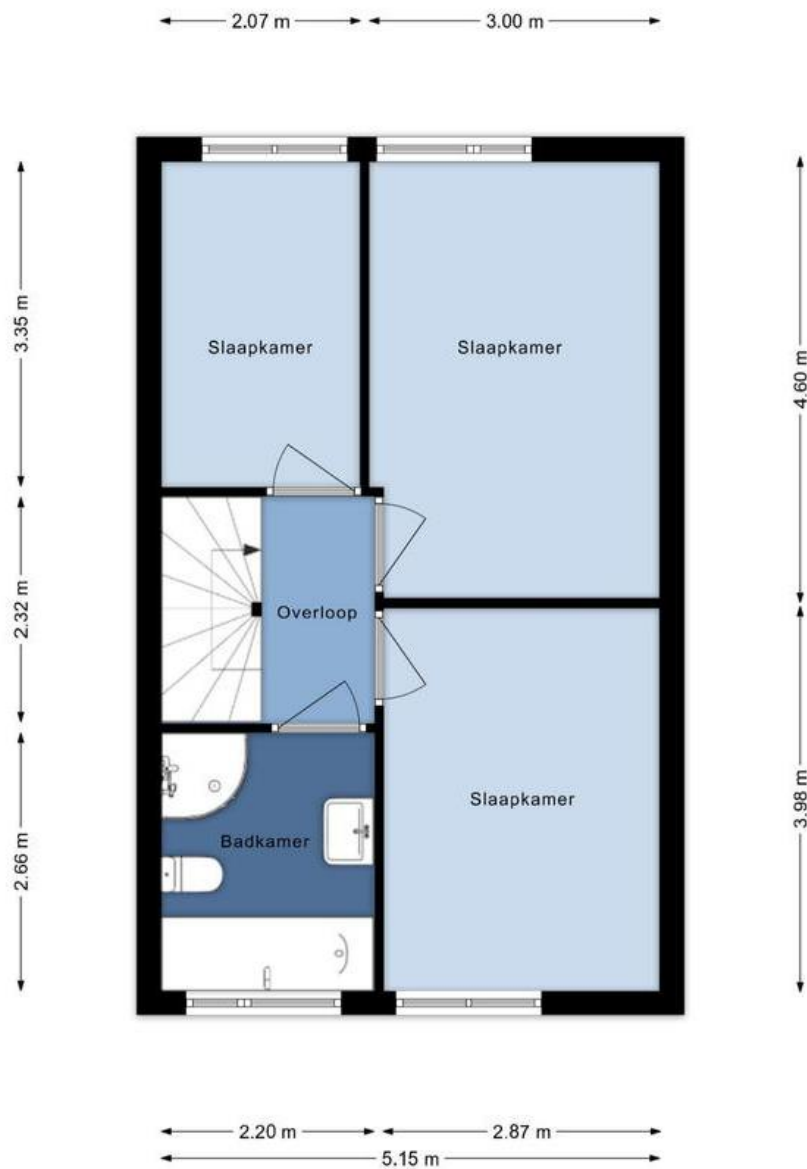 2.07 m
3.00 m
3.35 m
4.60 m
Slaapkamer
Slaapkamer
2.32 m
Overloop
Slaapkamer
3.98 m
2.66 m
Badkamer
2.20 m
2.87 m
5.15 m